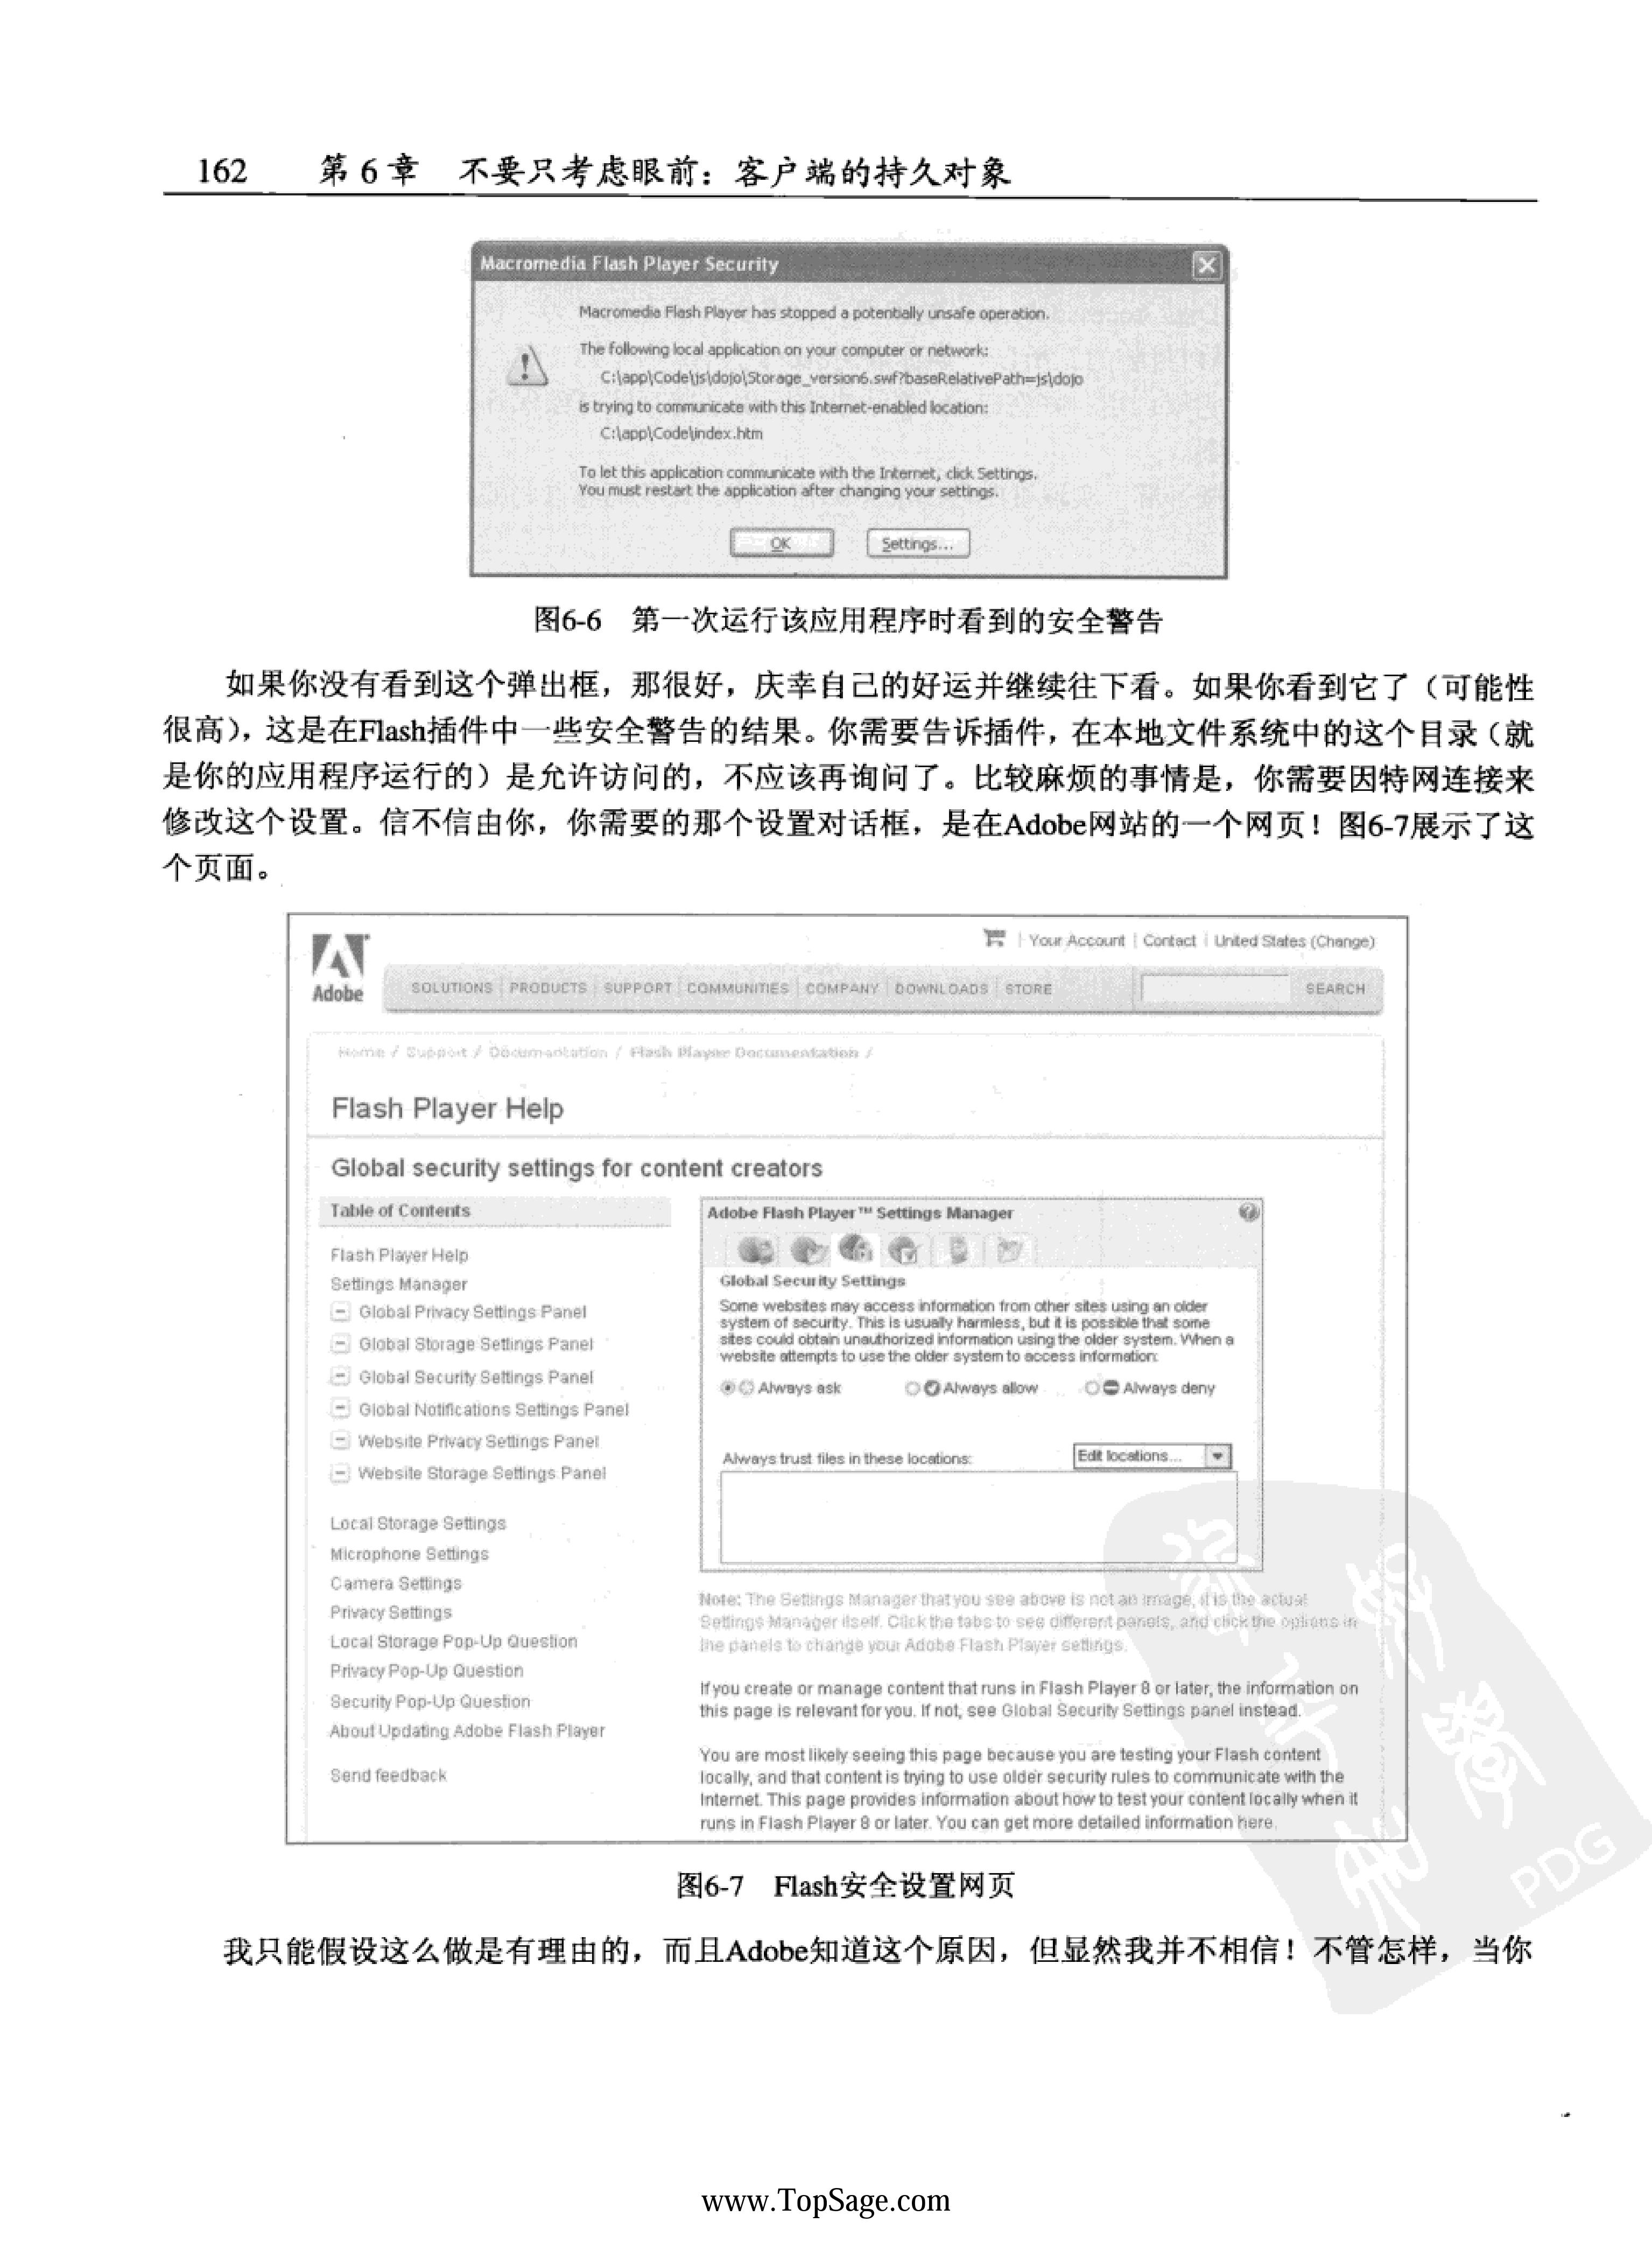 162 第 6 章 不要只考虑眼前：客户端的持久对象
Macromedia Flash Player Security
Macromedia Flash Player has stopped a potentially unsafe operation.
The following local application on your computer or network:
C:\app\Code\js\dojo\Storage_version6.swf?baseRelativePath=js\dojo
is trying to communicate with this Internet-enabled location:
C:\app\Code\index.htm
To let this application communicate with the Internet, click Settings.
You must restart the application after changing your settings.
OK Settings...
图6-6 第一次运行该应用程序时看到的安全警告
如果你没有看到这个弹出框，那很好，庆幸自己的好运并继续往下看。如果你看到它了（可能性
很高），这是在Flash插件中一些安全警告的结果。你需要告诉插件，在本地文件系统中的这个目录（就
是你的应用程序运行的）是允许访问的，不应该再询问了。比较麻烦的事情是，你需要因特网连接来
修改这个设置。信不信由你，你需要的那个设置对话框，是在Adobe网站的一个网页！图6-7展示了这
个页面。
Your Account | Contact | United States (Change)
Adobe
SOLUTIONS PRODUCTS SUPPORT COMMUNITIES COMPANY DOWNLOADS STORE SEARCH
Home / Support / Documentation / Flash Player Documentation /
Flash Player Help
Global security settings for content creators
Table of Contents
Flash Player Help
Settings Manager
Global Privacy Settings Panel
Global Storage Settings Panel
Global Security Settings Panel
Global Notifications Settings Panel
Website Privacy Settings Panel
Website Storage Settings Panel
Local Storage Settings
Microphone Settings
Camera Settings
Privacy Settings
Local Storage Pop-Up Question
Privacy Pop-Up Question
Security Pop-Up Question
About Updating Adobe Flash Player
Send feedback
Adobe Flash Player™ Settings Manager
Global Security Settings
Some websites may access information from other sites using an older
system of security. This is usually harmless, but it is possible that some
sites could obtain unauthorized information using the older system. When a
website attempts to use the older system to access information:
Always ask Always allow Always deny
Always trust files in these locations: Edit locations...
Note: The Settings Manager that you see above is not an image, it is the actual
Settings Manager itself. Click the tabs to see different panels, and click the options in
the panels to change your Adobe Flash Player settings.
If you create or manage content that runs in Flash Player 8 or later, the information on
this page is relevant for you. If not, see Global Security Settings panel instead.
You are most likely seeing this page because you are testing your Flash content
locally, and that content is trying to use older security rules to communicate with the
Internet. This page provides information about how to test your content locally when it
runs in Flash Player 8 or later. You can get more detailed information here.
图6-7 Flash安全设置网页
我只能假设这么做是有理由的，而且Adobe知道这个原因，但显然我并不相信！不管怎样，当你
PDG
www.TopSage.com